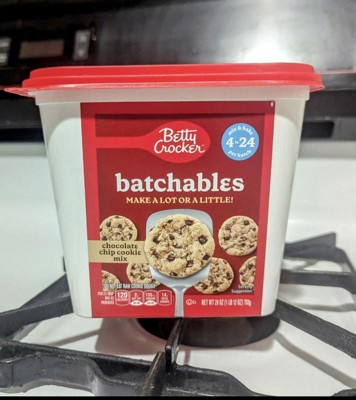 Betty
Crocker
mix & bake
4-24
per batch
batchables
MAKE A LOT OR A LITTLE!
chocolate
chip cookie
mix
DO NOT EAT RAW COOKIE DOUGH
120
NET WT 28 OZ (1 LB 12 OZ) 793g